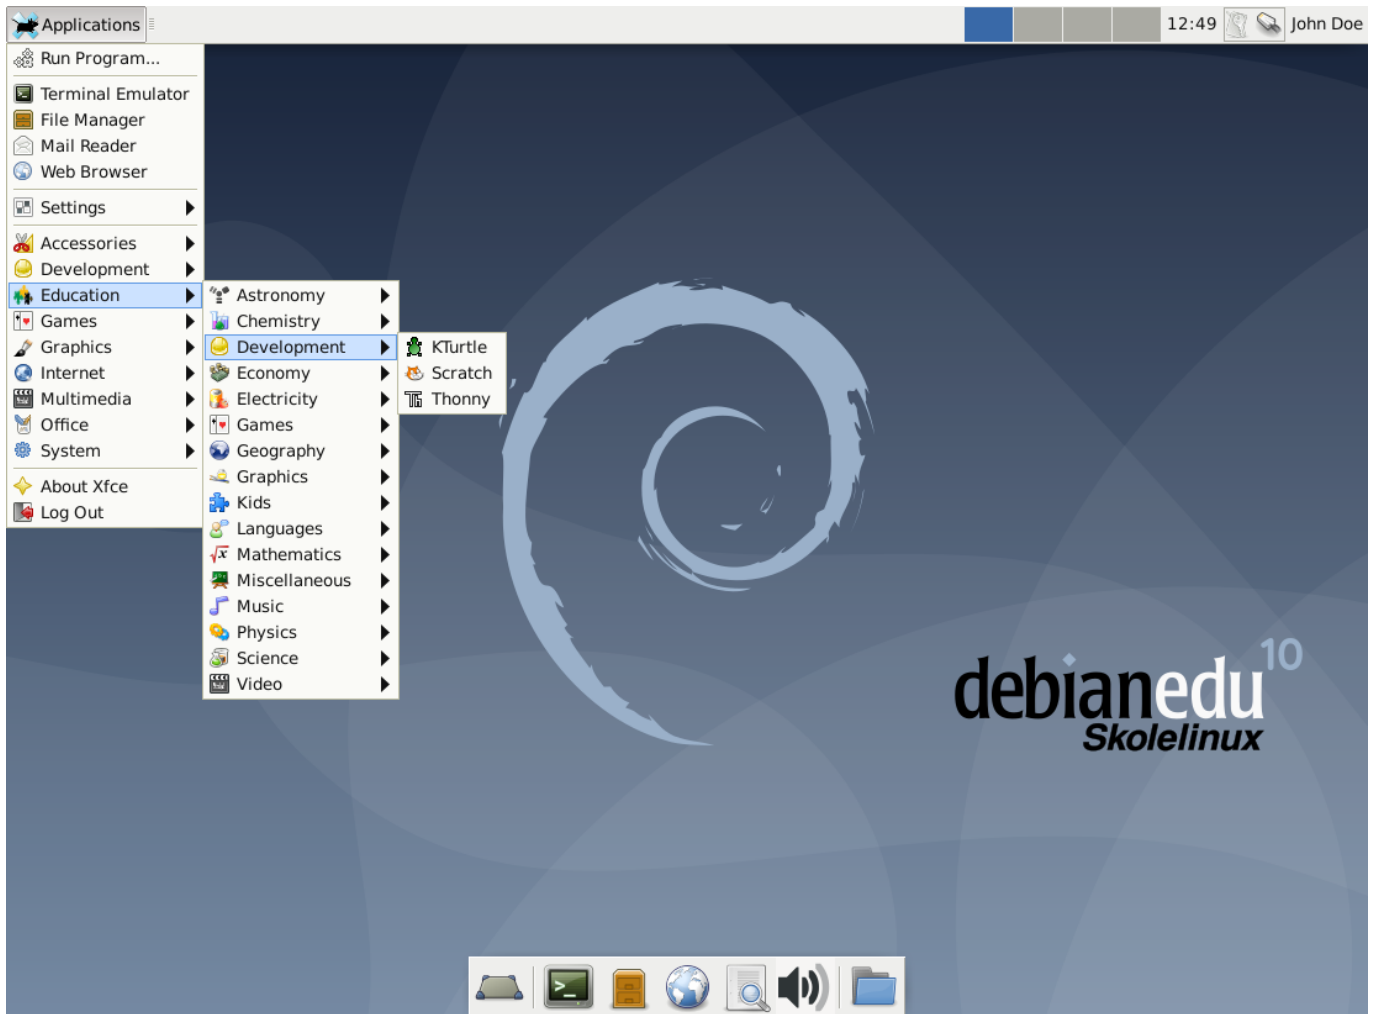 Applications
12:49
John Doe
Run Program...
Terminal Emulator
File Manager
Mail Reader
Web Browser
Settings
Accessories
Development
Education
Games
Graphics
Internet
Multimedia
Office
System
About Xfce
Log Out
Astronomy
Chemistry
Development
Economy
Electricity
Games
Geography
Graphics
Kids
Languages
Mathematics
Miscellaneous
Music
Physics
Science
Video
KTurtle
Scratch
Thonny
debianedu 10
Skolelinux